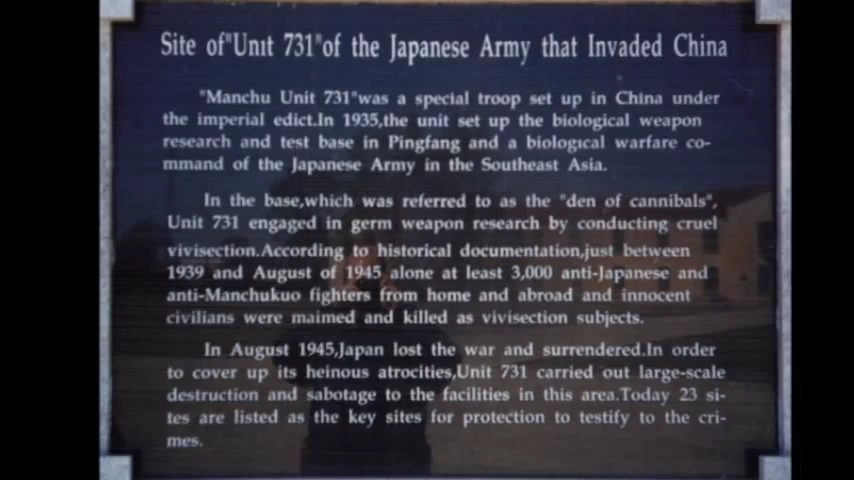 Site of"Unit 731"of the Japanese Army that Invaded China
"Manchu Unit 731"was a special troop set up in China under
the imperial edict.In 1935,the unit set up the biological weapon
research and test base in Pingfang and a biological warfare co-
mmand of the Japanese Army in the Southeast Asia.
In the base,which was referred to as the "den of cannibals",
Unit 731 engaged in germ weapon research by conducting cruel
vivisection.According to historical documentation,just between
1939 and August of 1945 alone at least 3,000 anti-Japanese and
anti-Manchukuo fighters from home and abroad and innocent
civilians were maimed and killed as vivisection subjects.
In August 1945,Japan lost the war and surrendered.In order
to cover up its heinous atrocities,Unit 731 carried out large-scale
destruction and sabotage to the facilities in this area.Today 23 si-
tes are listed as the key sites for protection to testify to the cri-
mes.